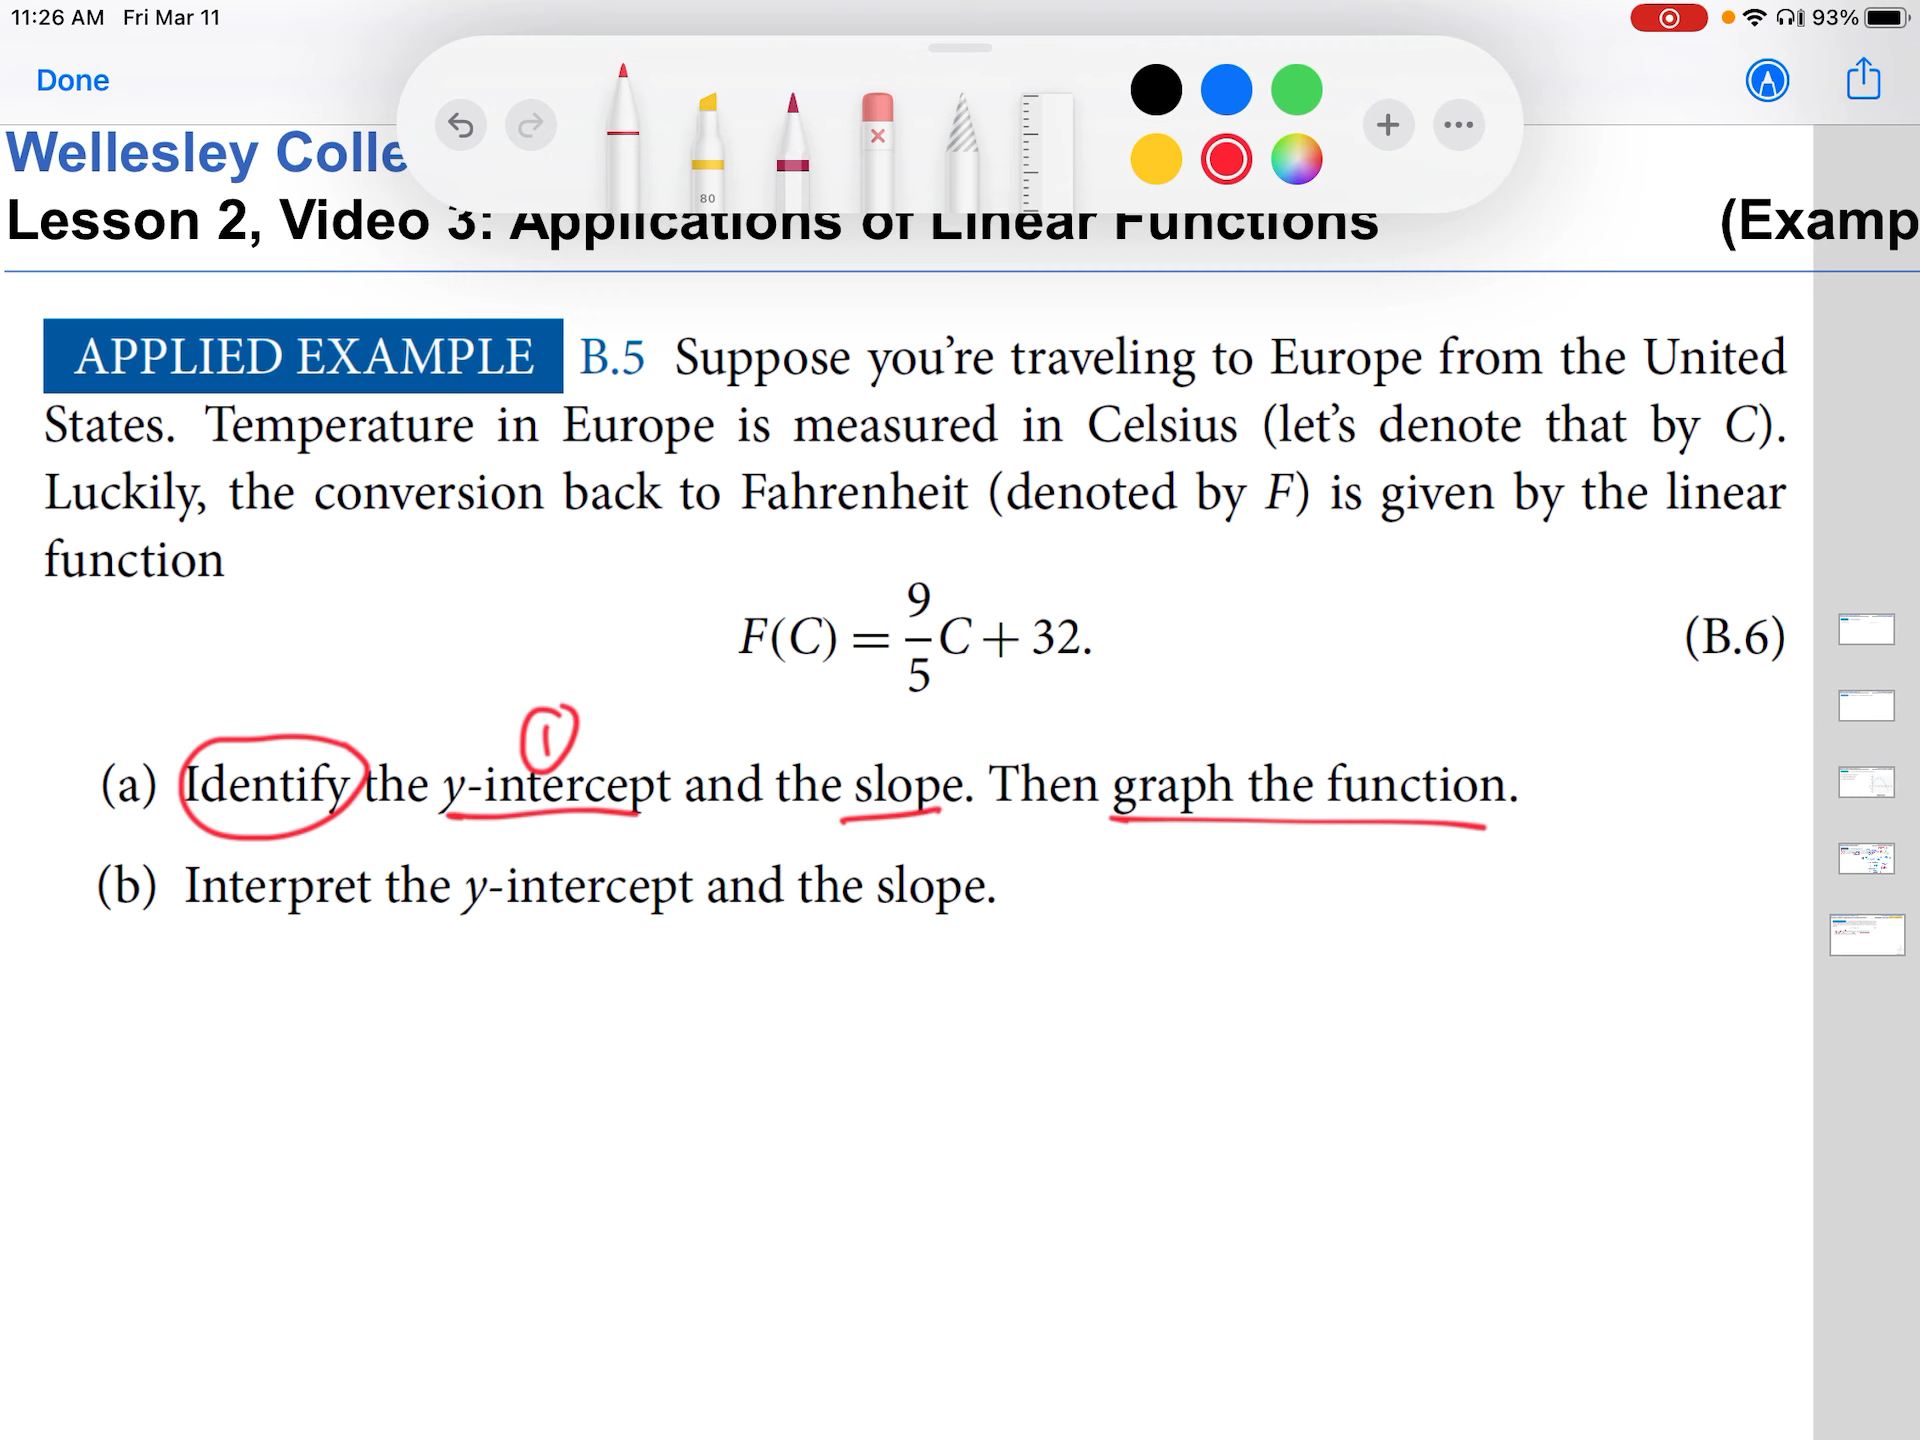 11:26 AM Fri Mar 11
93%
Done
80
Wellesley Colle
Lesson 2, Video 3: Applications of Linear Functions (Examp
APPLIED EXAMPLE B.5 Suppose you’re traveling to Europe from the United
States. Temperature in Europe is measured in Celsius (let’s denote that by C).
Luckily, the conversion back to Fahrenheit (denoted by F) is given by the linear
function
F(C) = 9/5 C + 32. (B.6)
1
(a) Identify the y-intercept and the slope. Then graph the function.
(b) Interpret the y-intercept and the slope.